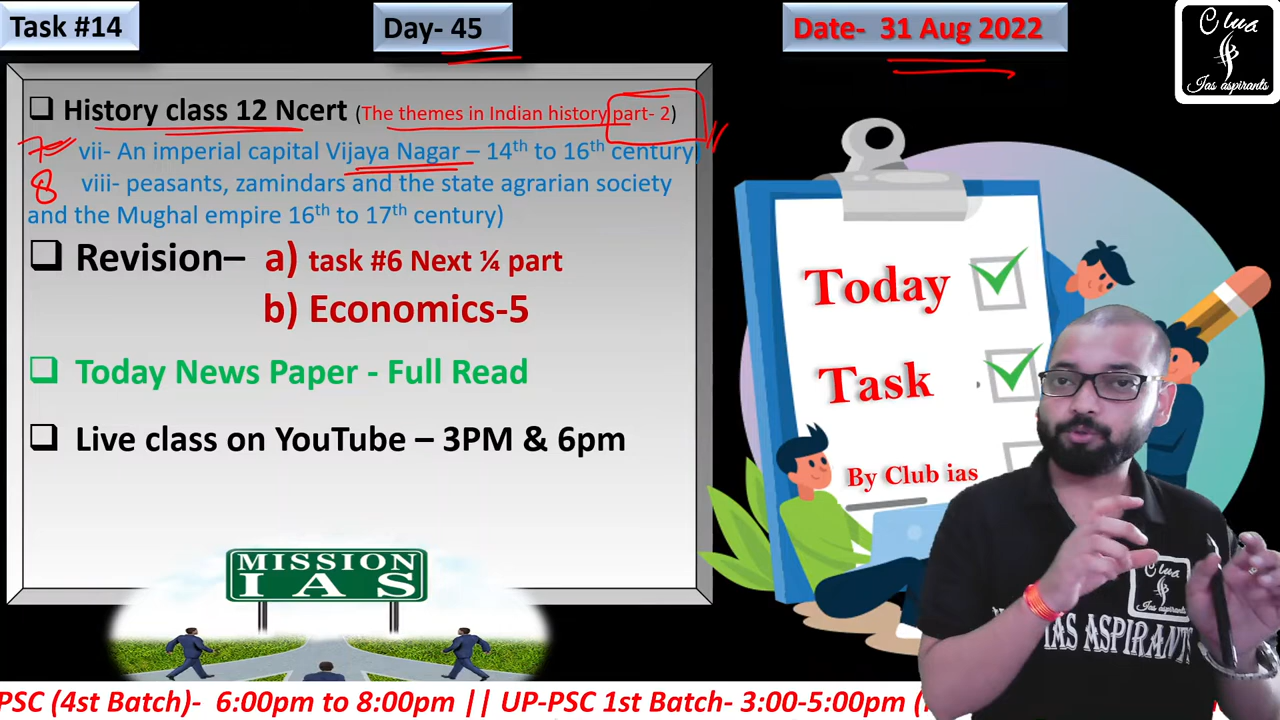 Task #14
Day- 45
Date- 31 Aug 2022
Clua
Ias aspirants
History class 12 Ncert (The themes in Indian history part- 2)
7 vii- An imperial capital Vijaya Nagar – 14th to 16th century)
8 viii- peasants, zamindars and the state agrarian society
and the Mughal empire 16th to 17th century)
Revision– a) task #6 Next ¼ part
b) Economics-5
Today News Paper - Full Read
Live class on YouTube – 3PM & 6pm
Today
Task
By Club ias
MISSION
IAS
Clua
Ias aspirants
IAS ASPIRANTS
PSC (4st Batch)- 6:00pm to 8:00pm || UP-PSC 1st Batch- 3:00-5:00pm (